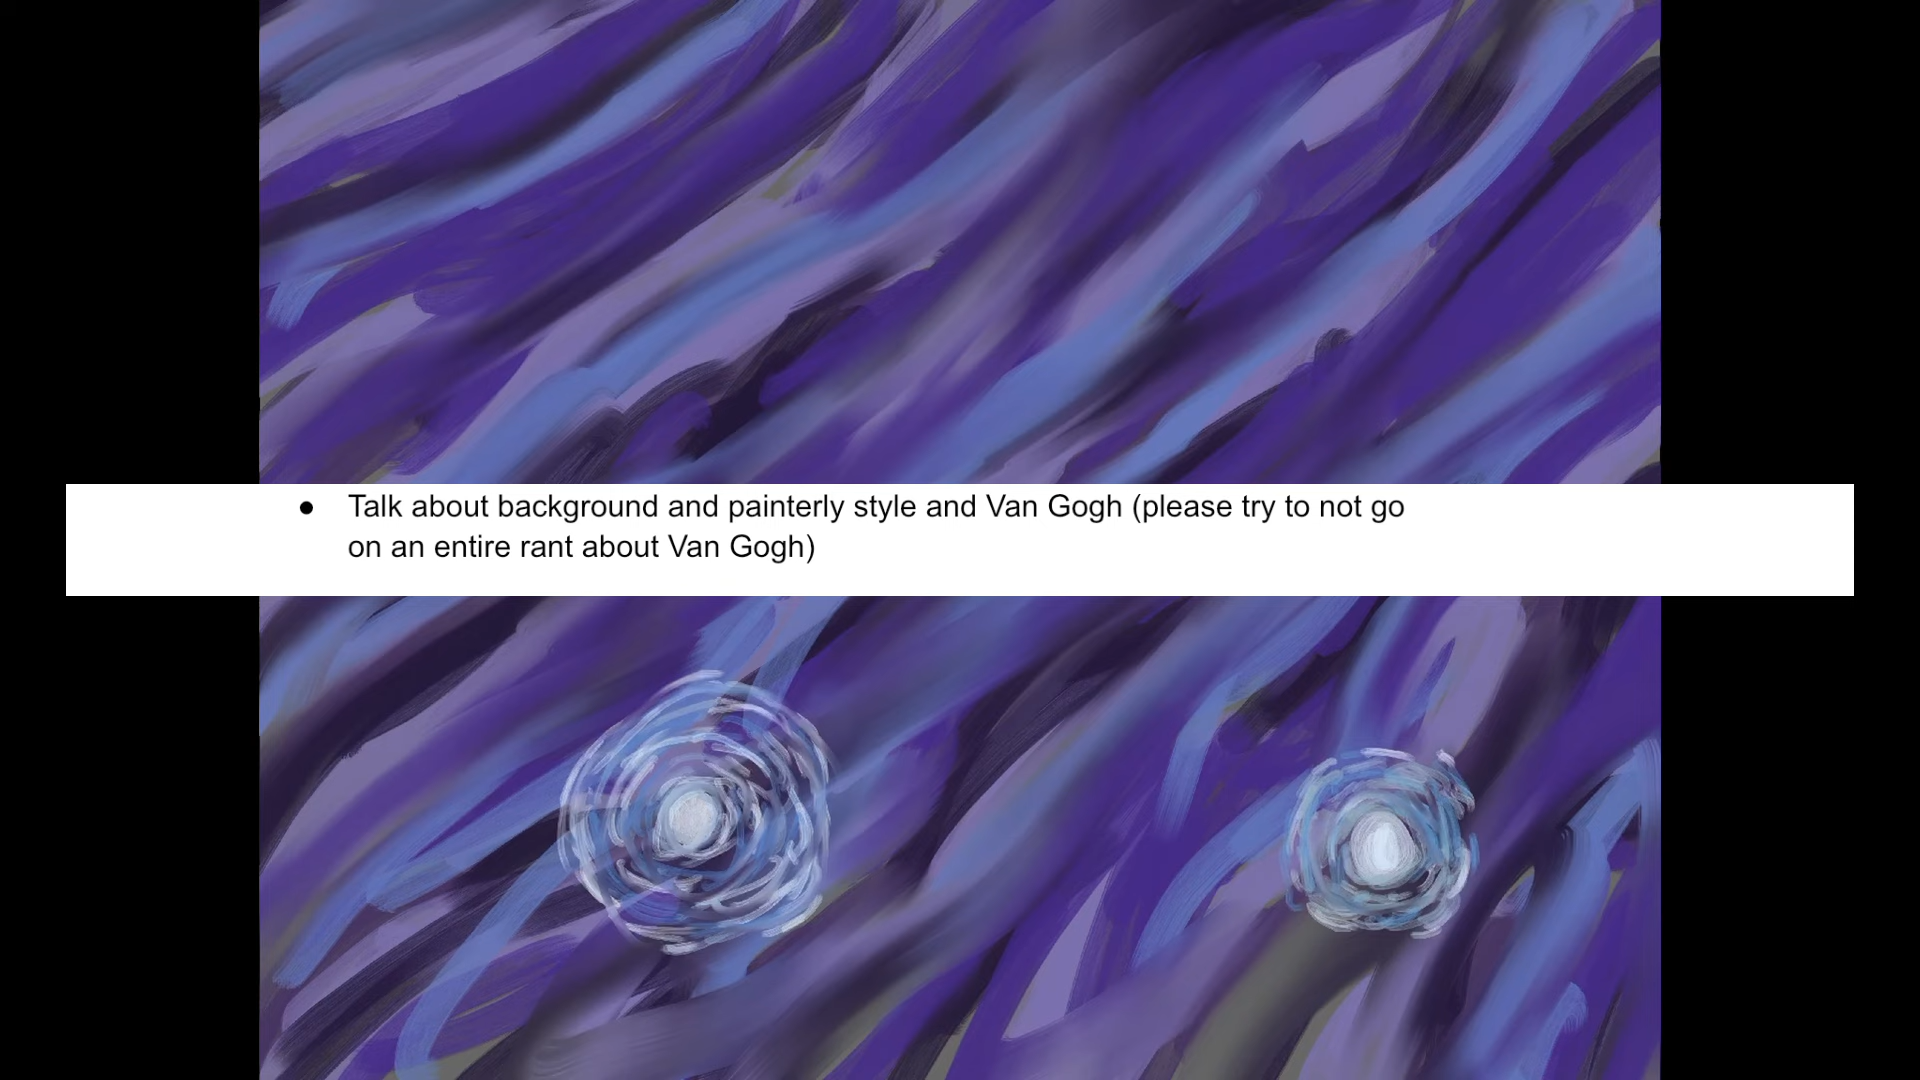 ● Talk about background and painterly style and Van Gogh (please try to not go
on an entire rant about Van Gogh)